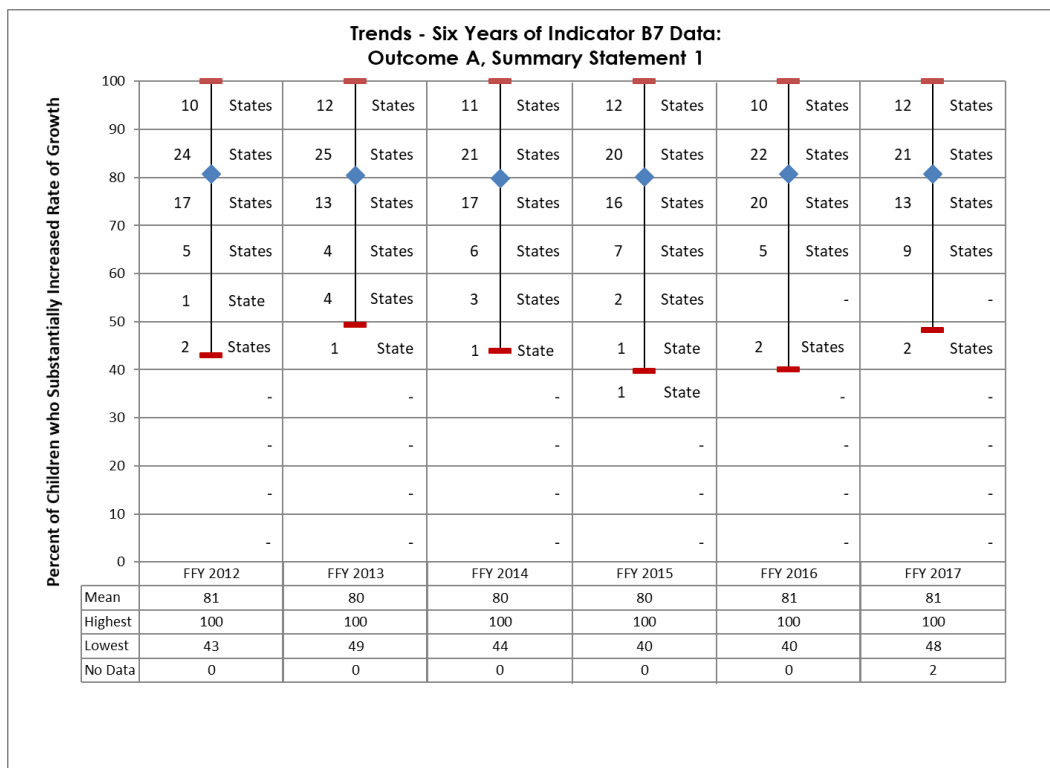 Trends - Six Years of Indicator B7 Data:
Outcome A, Summary Statement 1
Percent of Children who Substantially Increased Rate of Growth
100
10 States 12 States 11 States 12 States 10 States 12 States
90
24 States 25 States 21 States 20 States 22 States 21 States
80
17 States 13 States 17 States 16 States 20 States 13 States
70
5 States 4 States 6 States 7 States 5 States 9 States
60
1 State 4 States 3 States 2 States - -
50
2 States 1 State 1 State 1 State 2 States 2 States
40
- - - 1 State - -
30
- - - - - -
20
- - - - - -
10
- - - - - -
0
FFY 2012 FFY 2013 FFY 2014 FFY 2015 FFY 2016 FFY 2017
Mean 81 80 80 80 81 81
Highest 100 100 100 100 100 100
Lowest 43 49 44 40 40 48
No Data 0 0 0 0 0 2